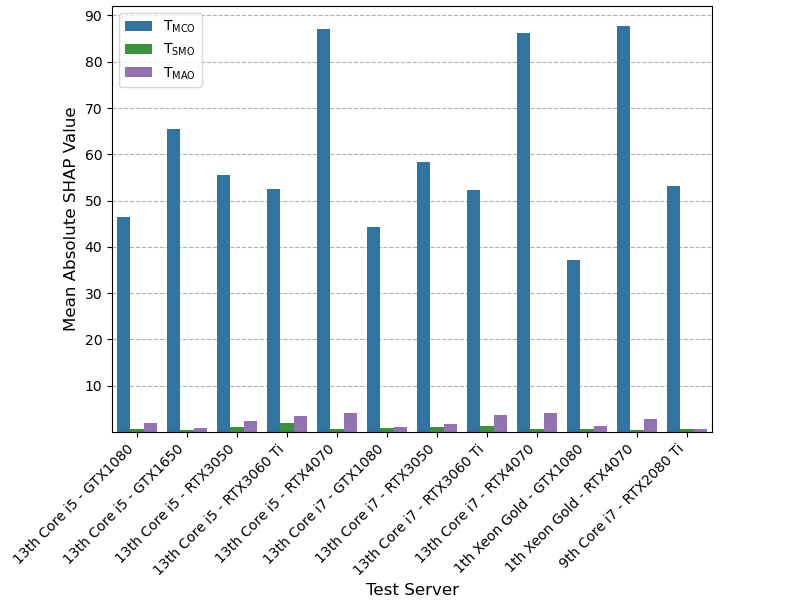 90
80
70
60
50
40
30
20
10
Mean Absolute SHAP Value
T_MCO
T_SMO
T_MAO
13th Core i5 - GTX1080
13th Core i5 - GTX1650
13th Core i5 - RTX3050
13th Core i5 - RTX3060 Ti
13th Core i5 - RTX4070
13th Core i7 - GTX1080
13th Core i7 - RTX3050
13th Core i7 - RTX3060 Ti
13th Core i7 - RTX4070
1th Xeon Gold - GTX1080
1th Xeon Gold - RTX4070
9th Core i7 - RTX2080 Ti
Test Server